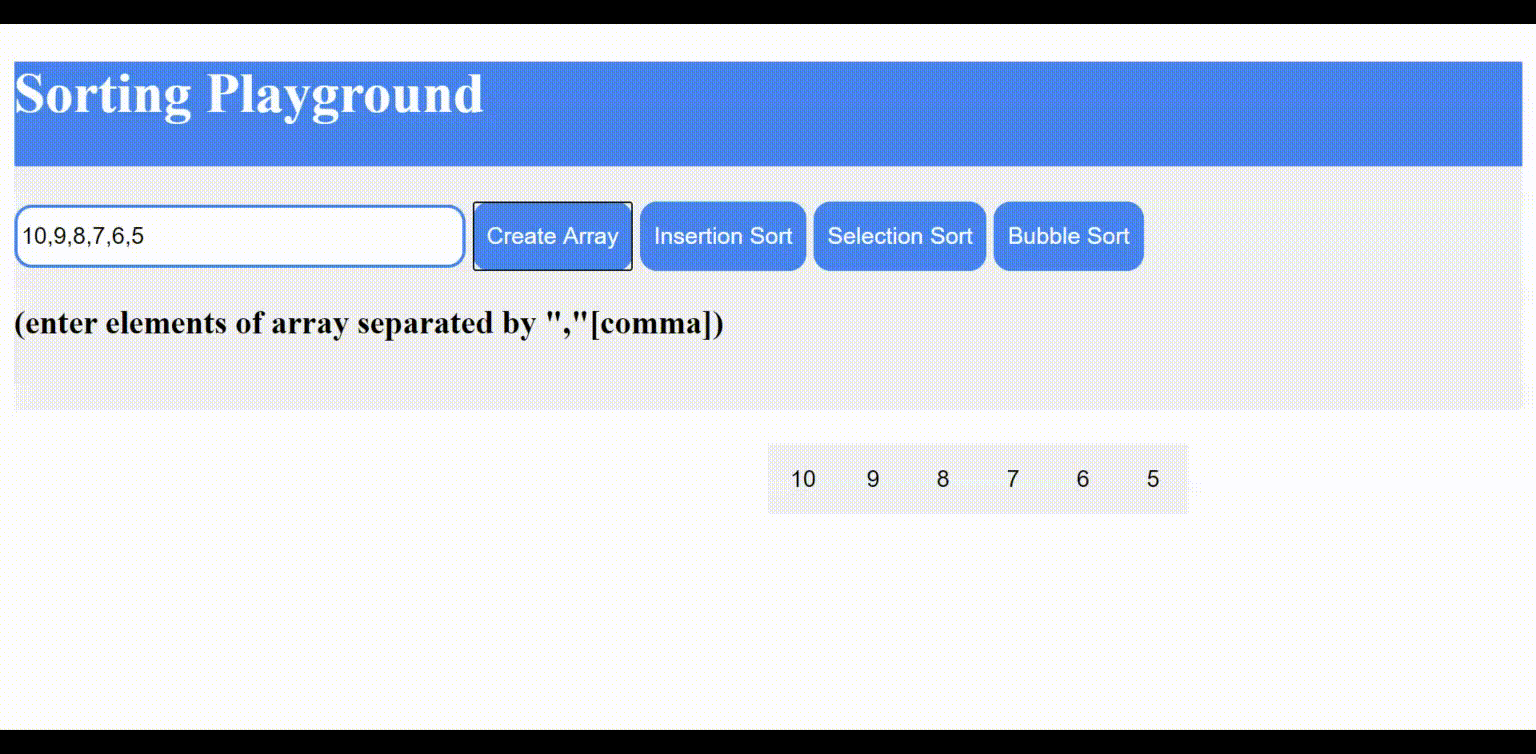 Sorting Playground
10,9,8,7,6,5 Create Array Insertion Sort Selection Sort Bubble Sort
(enter elements of array separated by ","[comma])
10 9 8 7 6 5